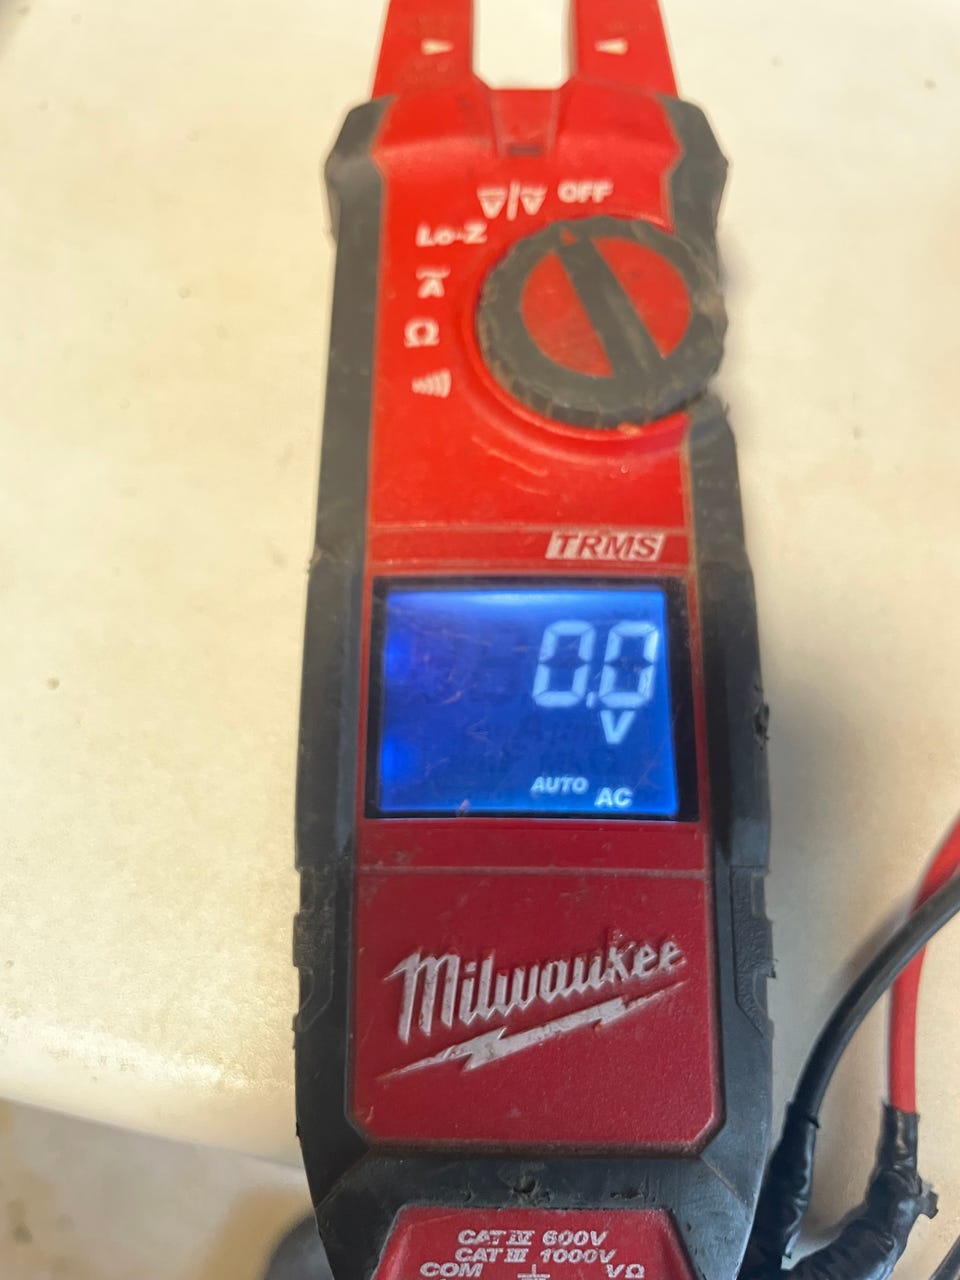 V/V OFF
Lo-Z
A
Ω
TRMS
0.0
V
AUTO AC
Milwaukee
CAT IV 600V
CAT III 1000V
COM VΩ